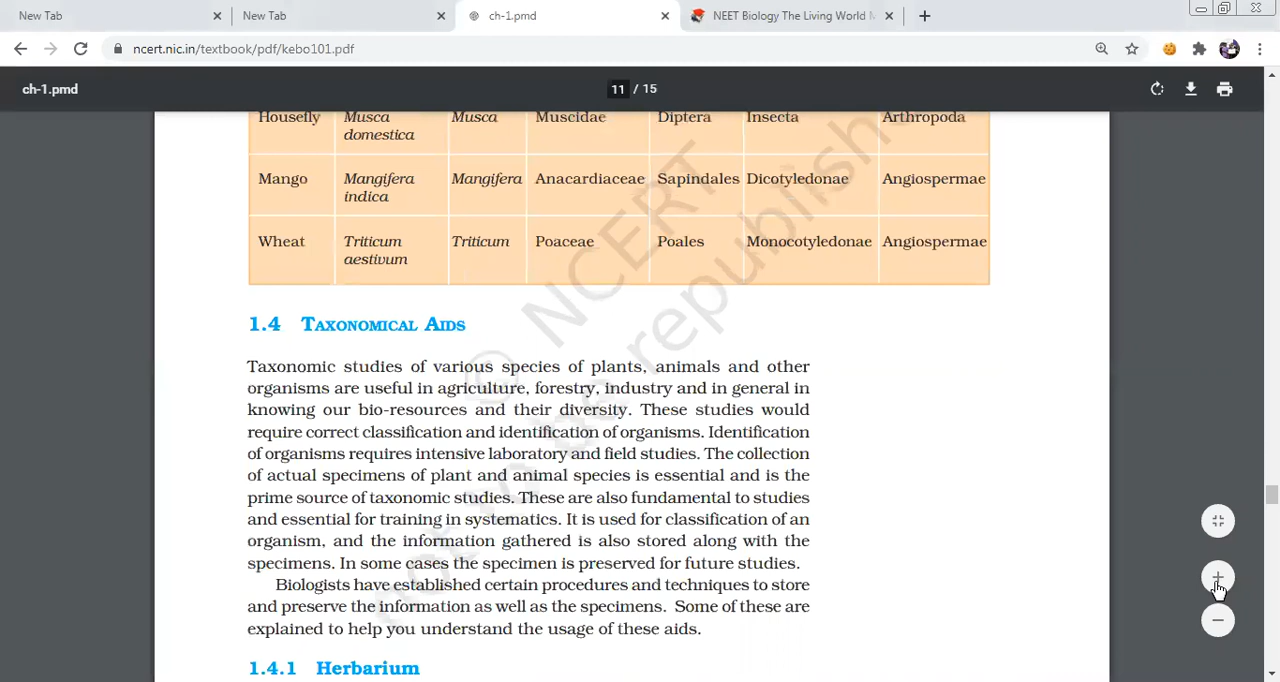 New Tab
New Tab
ch-1.pmd
NEET Biology The Living World M
ncert.nic.in/textbook/pdf/kebo101.pdf
ch-1.pmd
11 / 15
Housefly Musca domestica Musca Muscidae Diptera Insecta Arthropoda
Mango Mangifera indica Mangifera Anacardiaceae Sapindales Dicotyledonae Angiospermae
Wheat Triticum aestivum Triticum Poaceae Poales Monocotyledonae Angiospermae
© NCERT
not to be republish
1.4 TAXONOMICAL AIDS
Taxonomic studies of various species of plants, animals and other
organisms are useful in agriculture, forestry, industry and in general in
knowing our bio-resources and their diversity. These studies would
require correct classification and identification of organisms. Identification
of organisms requires intensive laboratory and field studies. The collection
of actual specimens of plant and animal species is essential and is the
prime source of taxonomic studies. These are also fundamental to studies
and essential for training in systematics. It is used for classification of an
organism, and the information gathered is also stored along with the
specimens. In some cases the specimen is preserved for future studies.
Biologists have established certain procedures and techniques to store
and preserve the information as well as the specimens. Some of these are
explained to help you understand the usage of these aids.
1.4.1 Herbarium